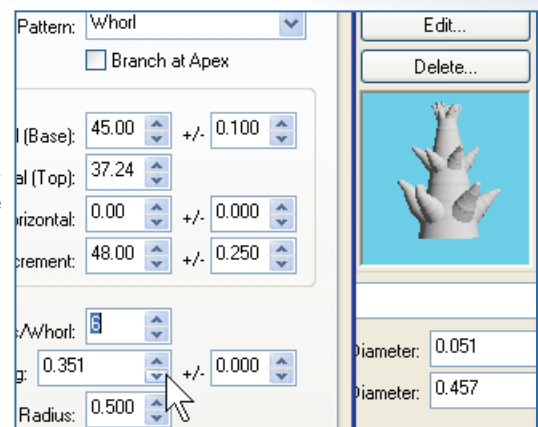 Pattern: Whorl
Branch at Apex
l (Base): 45.00 +/- 0.100
al (Top): 37.24
orizontal: 0.00 +/- 0.000
crement: 48.00 +/- 0.250
s/Whorl: 6
g: 0.351 +/- 0.000
Radius: 0.500
Edit...
Delete...
Diameter: 0.051
Diameter: 0.457